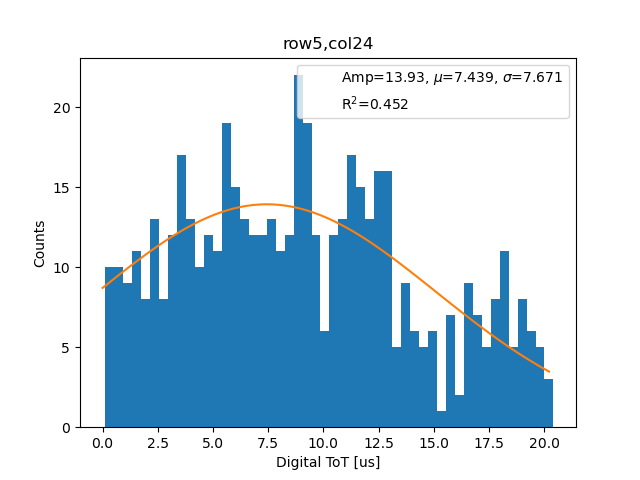 row5,col24
Amp=13.93, μ=7.439, σ=7.671
R²=0.452
20
15
10
5
0
Counts
0.0 2.5 5.0 7.5 10.0 12.5 15.0 17.5 20.0
Digital ToT [us]